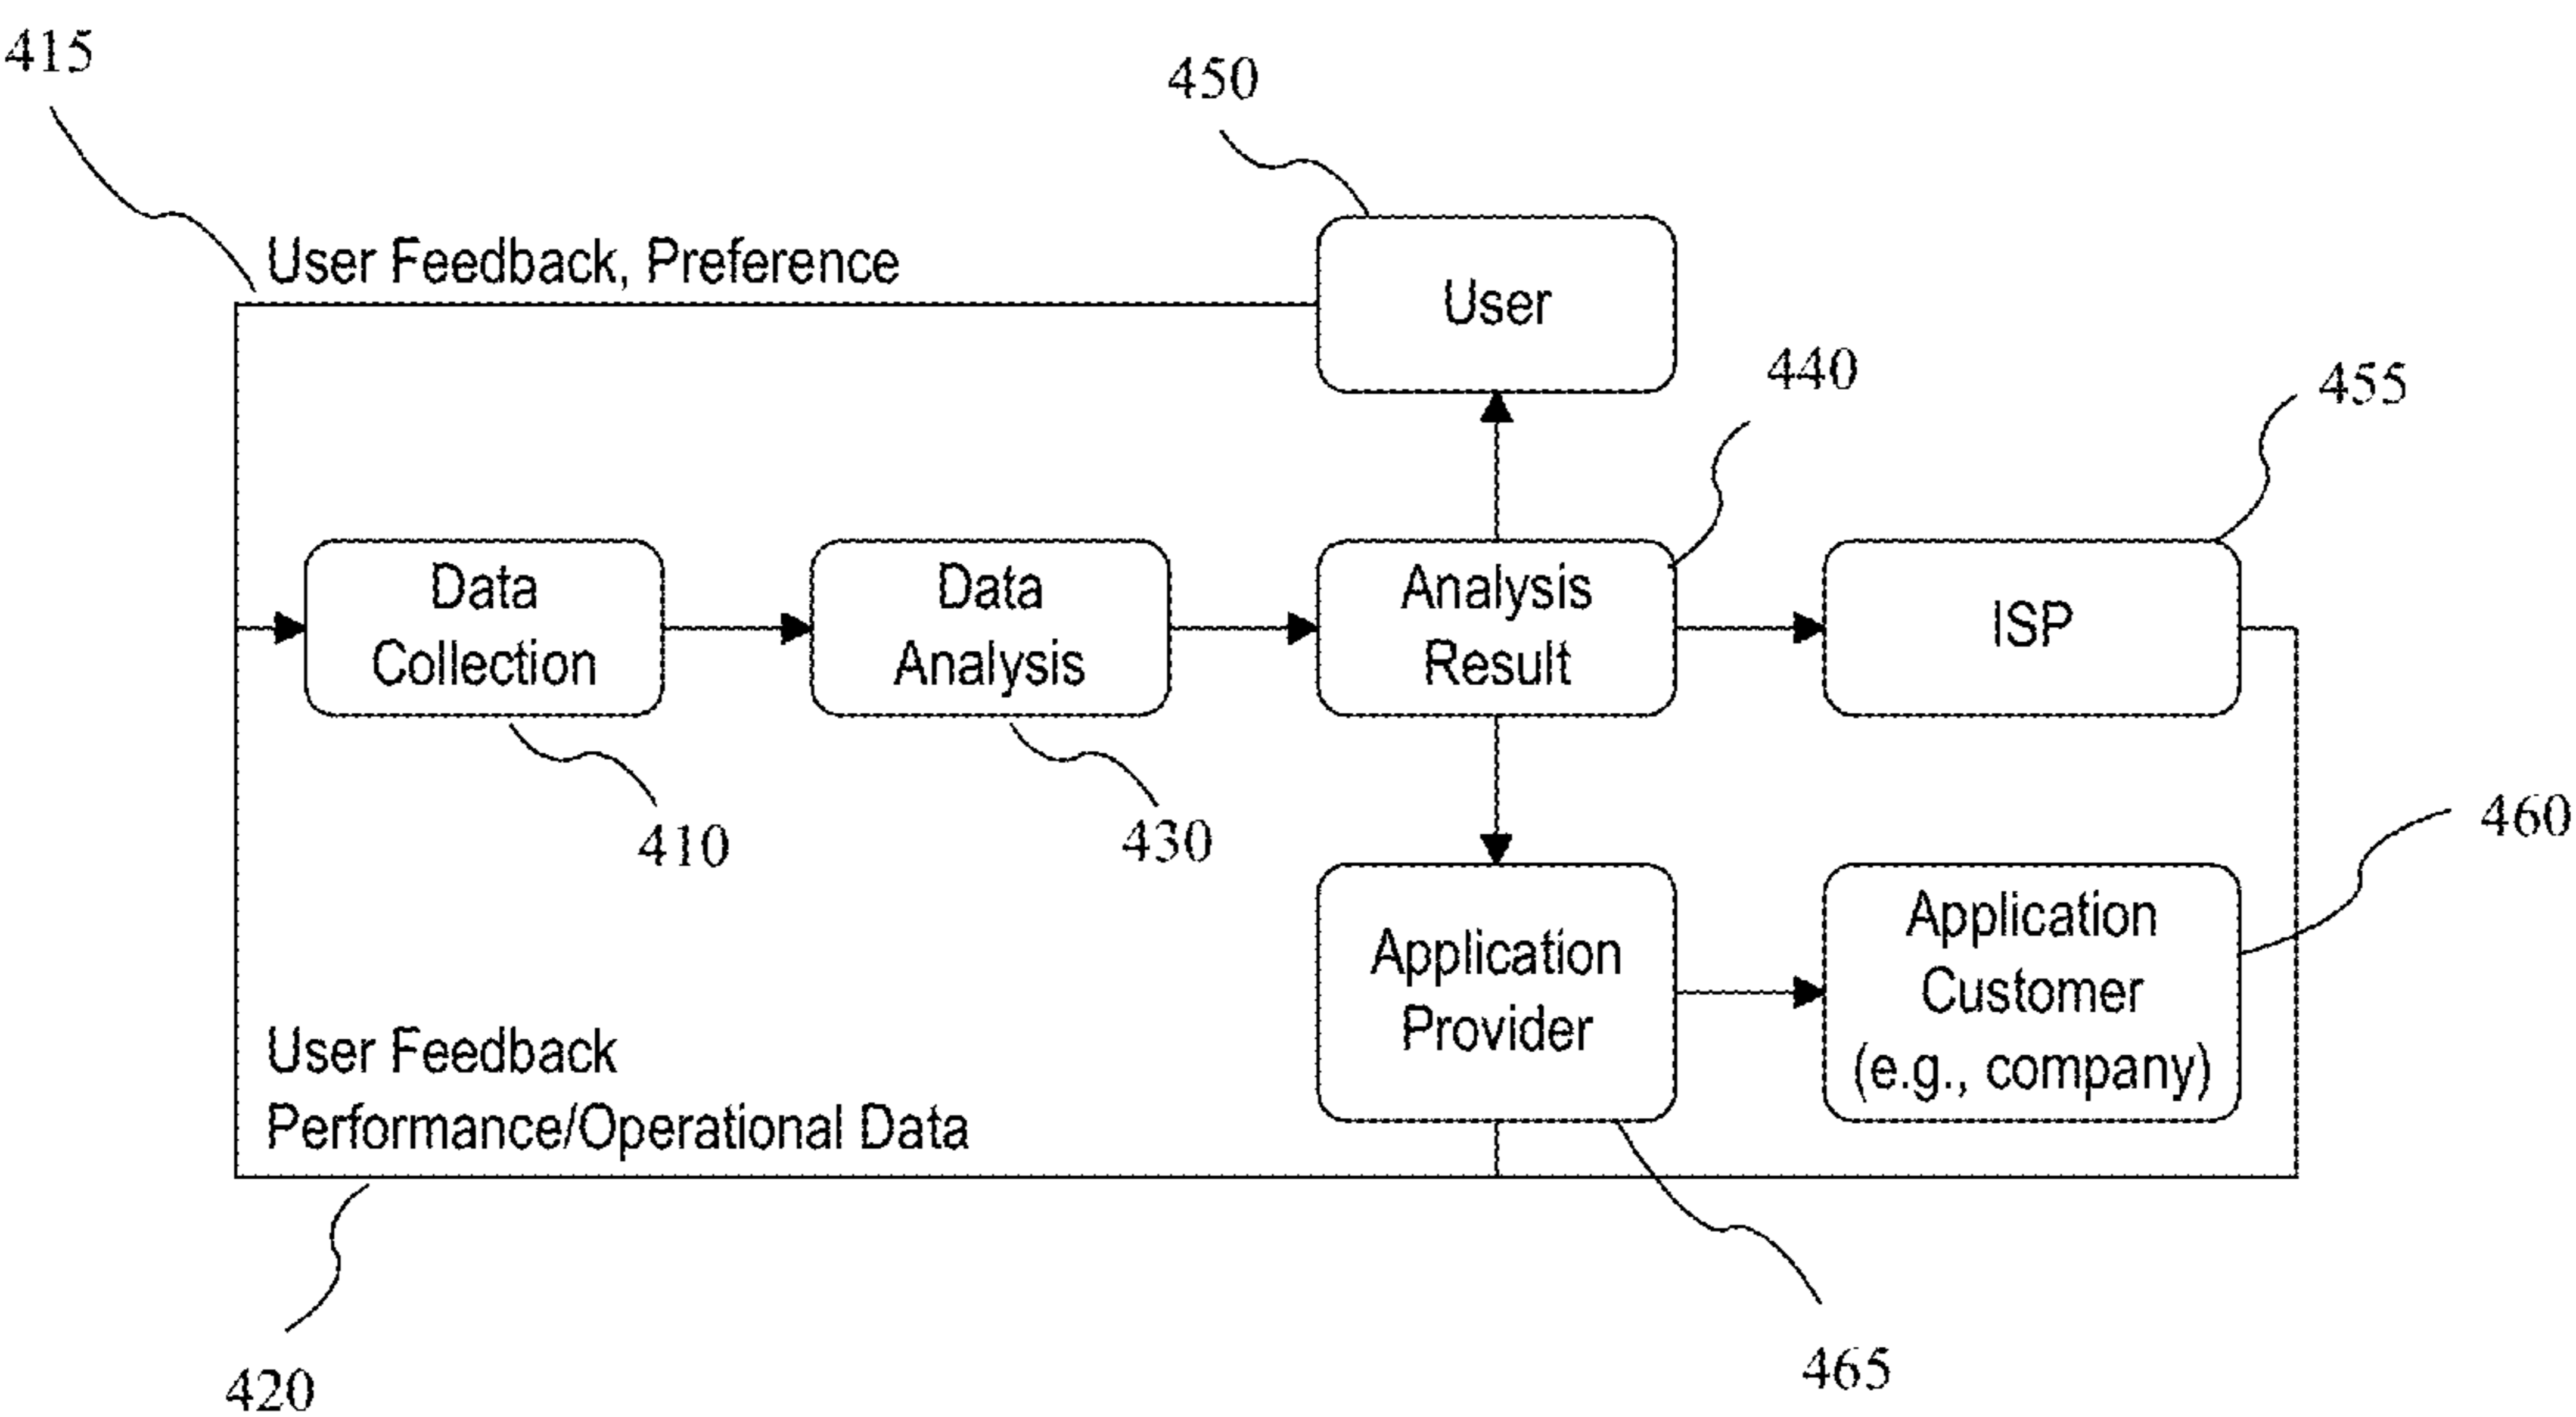 415
450
User Feedback, Preference
User
440
455
Data
Collection
Data
Analysis
Analysis
Result
ISP
410
430
460
Application
Provider
Application
Customer
(e.g., company)
User Feedback
Performance/Operational Data
420
465